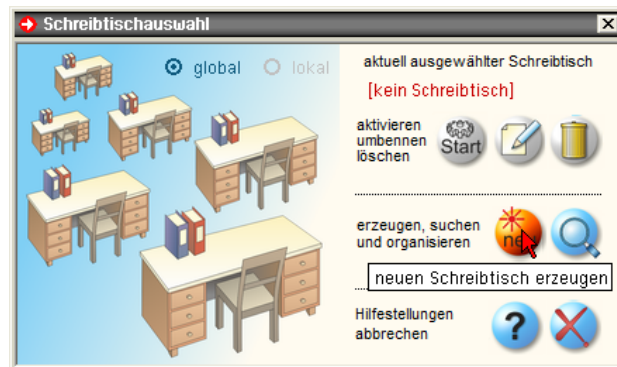 Schreibtischauswahl
global lokal
aktuell ausgewählter Schreibtisch
[kein Schreibtisch]
aktivieren
umbennen
löschen
Start
erzeugen, suchen
und organisieren
neuen Schreibtisch erzeugen
Hilfestellungen
abbrechen
?